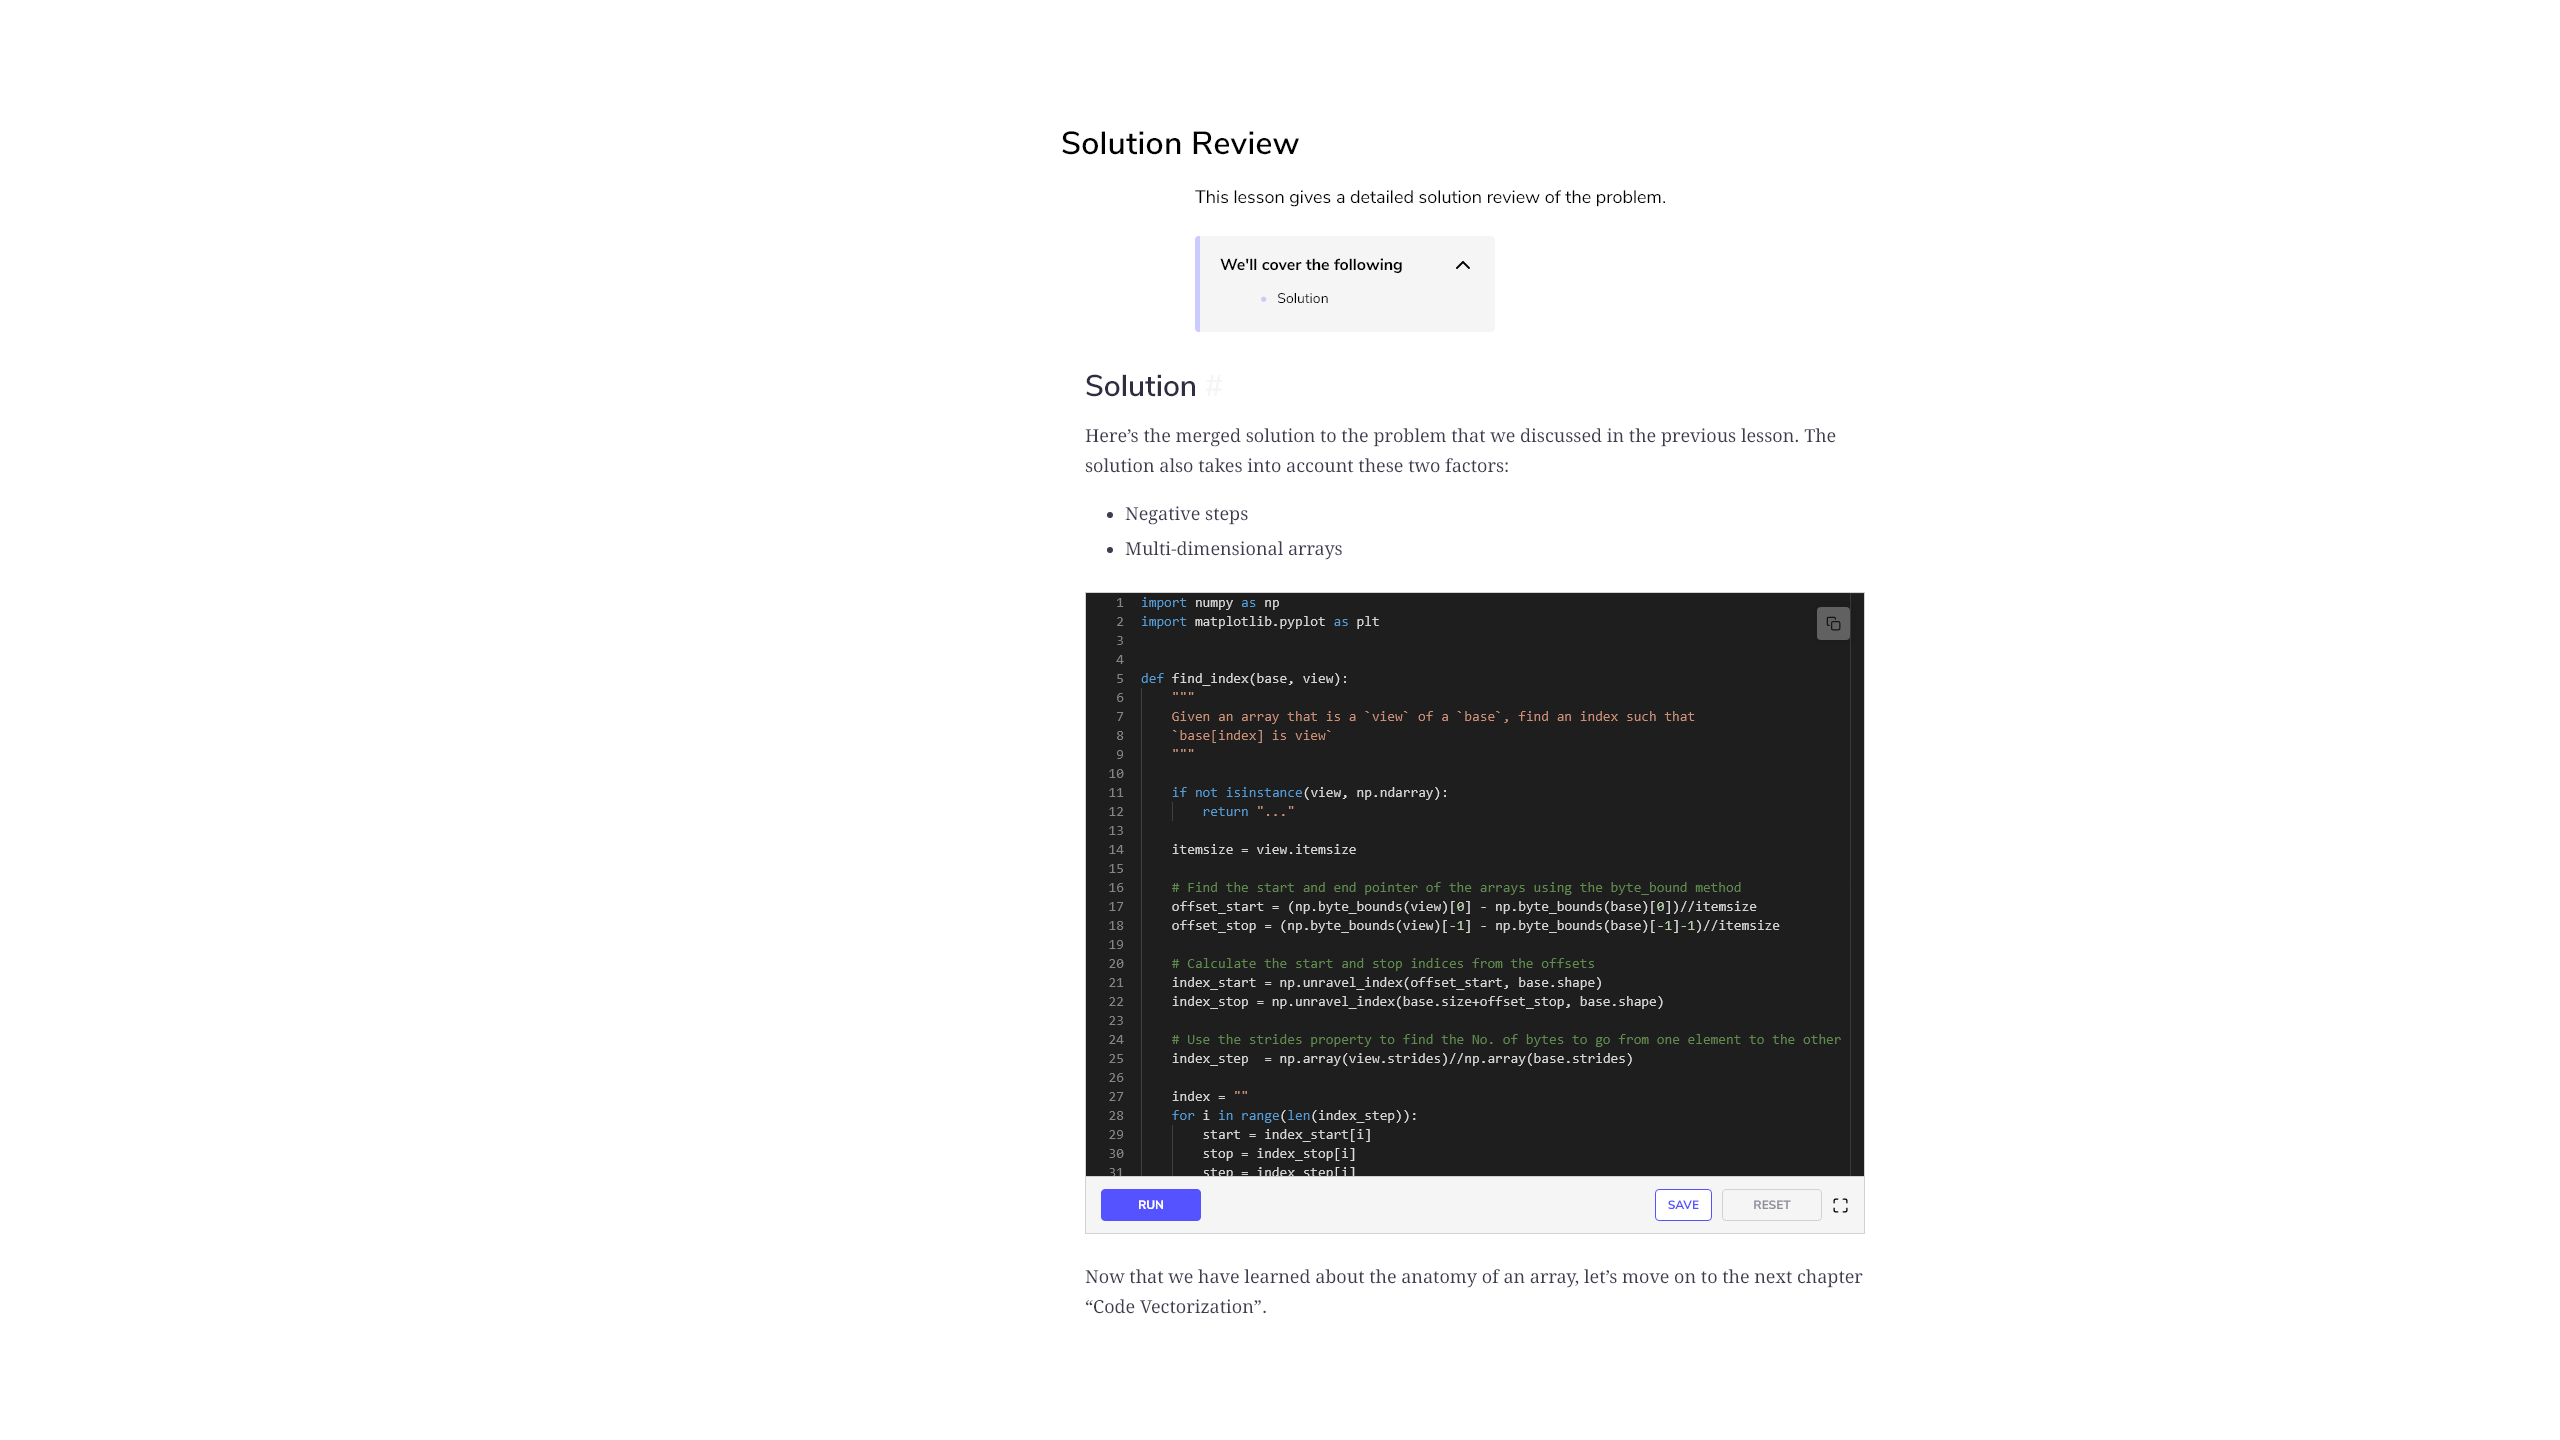 Solution Review
This lesson gives a detailed solution review of the problem.
We'll cover the following
Solution
Solution #
Here’s the merged solution to the problem that we discussed in the previous lesson. The
solution also takes into account these two factors:
Negative steps
Multi-dimensional arrays
1 import numpy as np
2 import matplotlib.pyplot as plt
3
4
5 def find_index(base, view):
6 """
7 Given an array that is a `view` of a `base`, find an index such that
8 `base[index] is view`
9 """
10
11 if not isinstance(view, np.ndarray):
12 return "..."
13
14 itemsize = view.itemsize
15
16 # Find the start and end pointer of the arrays using the byte_bound method
17 offset_start = (np.byte_bounds(view)[0] - np.byte_bounds(base)[0])//itemsize
18 offset_stop = (np.byte_bounds(view)[-1] - np.byte_bounds(base)[-1]-1)//itemsize
19
20 # Calculate the start and stop indices from the offsets
21 index_start = np.unravel_index(offset_start, base.shape)
22 index_stop = np.unravel_index(base.size+offset_stop, base.shape)
23
24 # Use the strides property to find the No. of bytes to go from one element to the other
25 index_step  = np.array(view.strides)//np.array(base.strides)
26
27 index = ""
28 for i in range(len(index_step)):
29 start = index_start[i]
30 stop = index_stop[i]
31 step = index_step[i]
RUN SAVE RESET
Now that we have learned about the anatomy of an array, let’s move on to the next chapter
“Code Vectorization”.